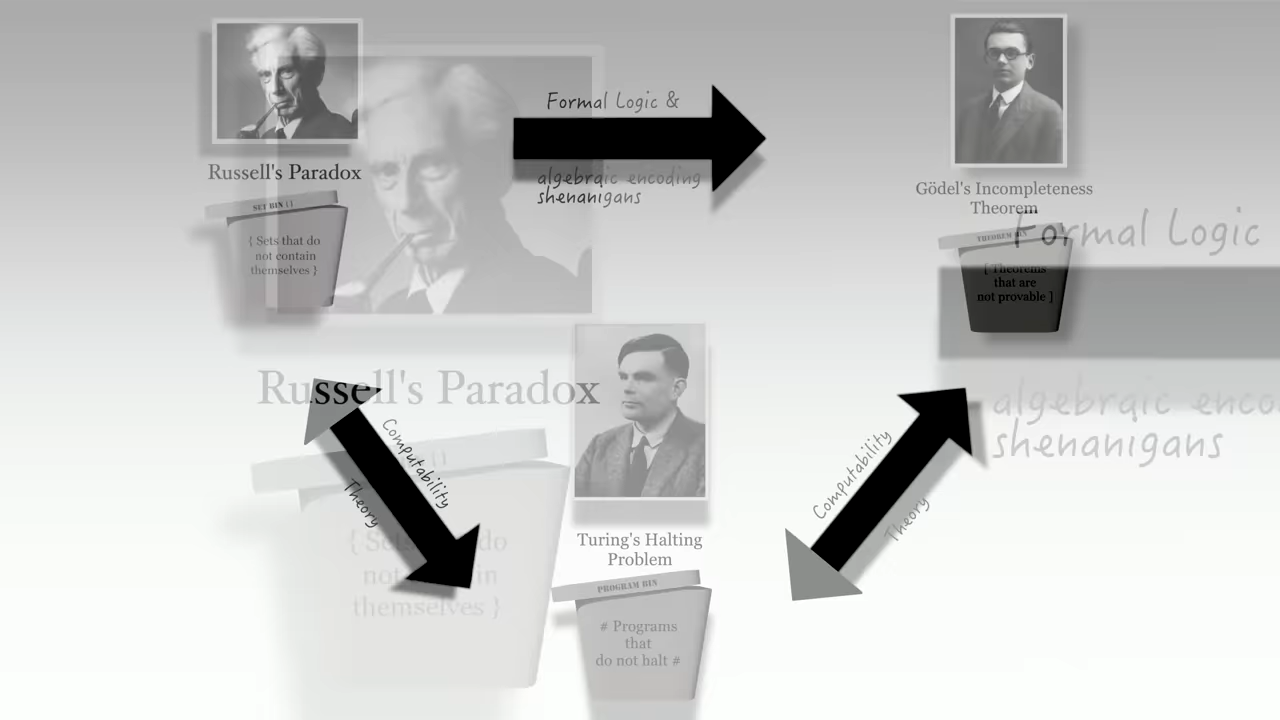 Formal Logic &
algebraic encoding
shenanigans
Russell's Paradox
SET BIN { }
{ Sets that do
not contain
themselves }
Gödel's Incompleteness
Theorem
THEOREM BIN
[ Theorems
that are
not provable ]
Formal Logic
algebraic enco
shenanigans
Russell's Paradox
{ Sets do
not in
themselves }
Computability
Theory
Turing's Halting
Problem
PROGRAM BIN
# Programs
that
do not halt #
Computability
Theory